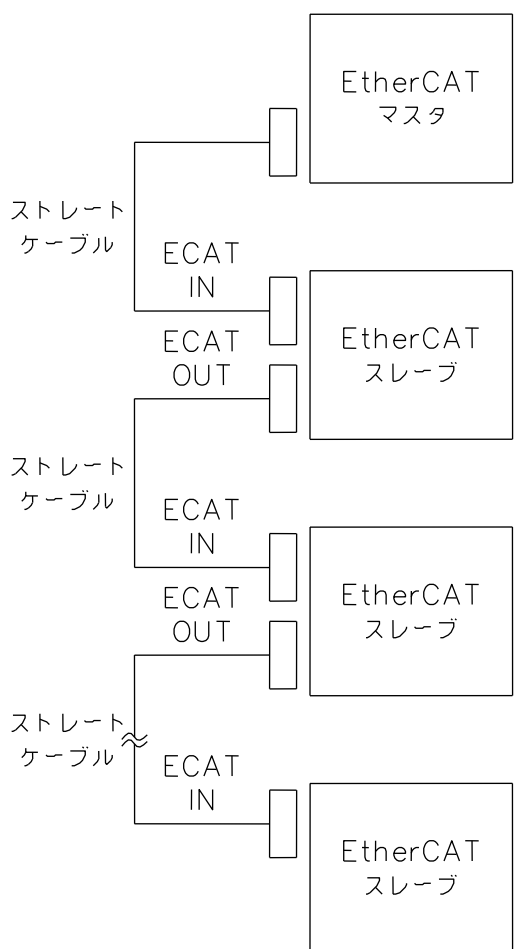 EtherCAT
マスタ
ストレート
ケーブル
ECAT
IN
ECAT
OUT
EtherCAT
スレーブ
ストレート
ケーブル
ECAT
IN
ECAT
OUT
EtherCAT
スレーブ
ストレート
ケーブル
ECAT
IN
EtherCAT
スレーブ